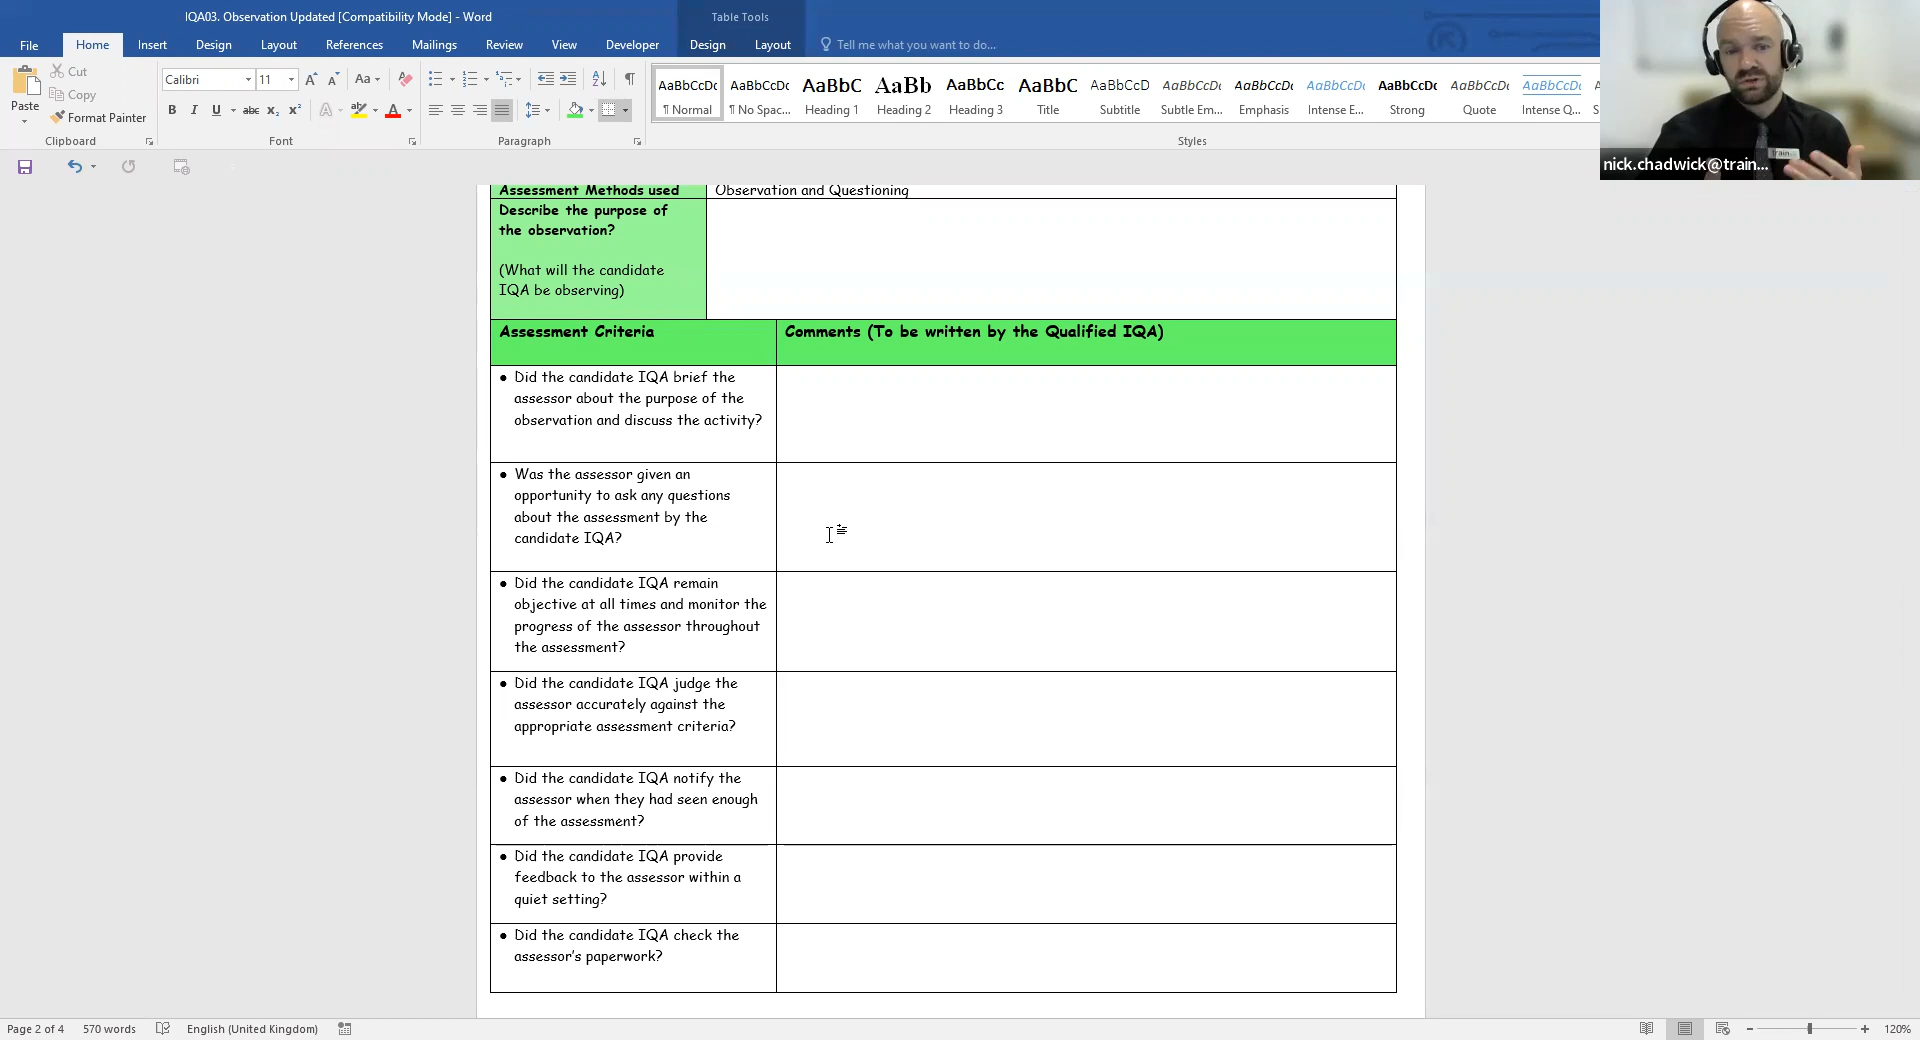 IQA03. Observation Updated [Compatibility Mode] - Word
Table Tools
File
Home
Insert
Design
Layout
References
Mailings
Review
View
Developer
Design
Layout
Tell me what you want to do...
Paste
Cut
Copy
Format Painter
Clipboard
Calibri
11
Font
Paragraph
AaBbCcDc
¶ Normal
AaBbCcDc
¶ No Spac...
AaBbC
Heading 1
AaBb
Heading 2
AaBbCc
Heading 3
AaBbC
Title
AaBbCcD
Subtitle
AaBbCcDc
Subtle Em...
AaBbCcDc
Emphasis
AaBbCcDc
Intense E...
AaBbCcDc
Strong
AaBbCcDc
Quote
AaBbCcDc
Intense Q...
Styles
nick.chadwick@train...
train
Assessment Methods used
Observation and Questioning
Describe the purpose of
the observation?
(What will the candidate
IQA be observing)
Assessment Criteria
Comments (To be written by the Qualified IQA)
• Did the candidate IQA brief the
assessor about the purpose of the
observation and discuss the activity?
• Was the assessor given an
opportunity to ask any questions
about the assessment by the
candidate IQA?
• Did the candidate IQA remain
objective at all times and monitor the
progress of the assessor throughout
the assessment?
• Did the candidate IQA judge the
assessor accurately against the
appropriate assessment criteria?
• Did the candidate IQA notify the
assessor when they had seen enough
of the assessment?
• Did the candidate IQA provide
feedback to the assessor within a
quiet setting?
• Did the candidate IQA check the
assessor's paperwork?
Page 2 of 4
570 words
English (United Kingdom)
120%